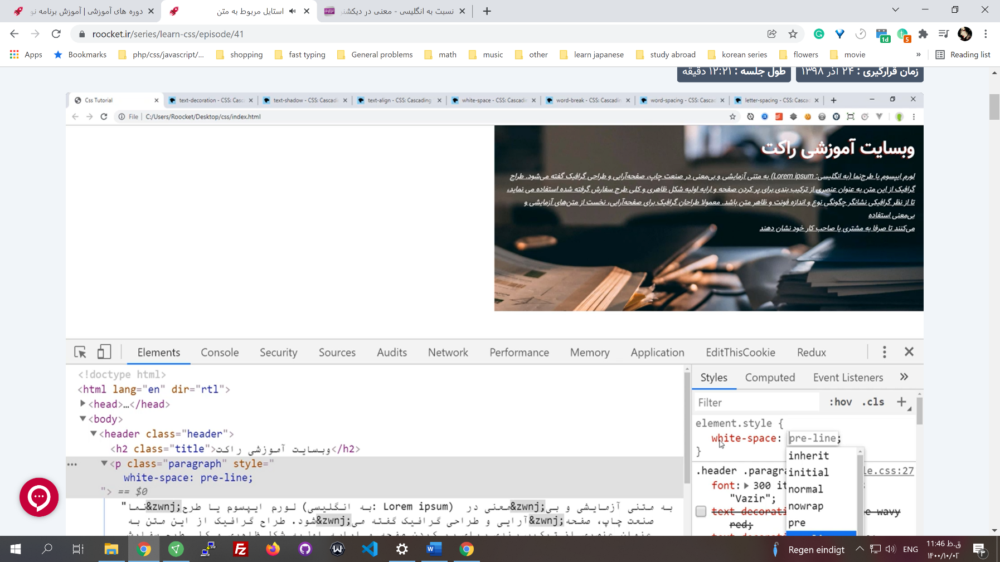 دوره های آموزشی | آموزش برنامه نو
استایل مربوط به متن
نسبت به انگلیسی - معنی در دیکشنر
roocket.ir/series/learn-css/episode/41
1d
5
Apps
Bookmarks
php/css/javascript/...
shopping
fast typing
General problems
math
music
other
learn japanese
study abroad
korean series
flowers
movie
»
Reading list
زمان قرارگیری : ۲۴ آذر ۱۳۹۸
طول جلسه : ۱۲:۲۱ دقیقه
Css Tutorial
text-decoration - CSS: Casc
text-shadow - CSS: Cascadi
text-align - CSS: Cascading
white-space - CSS: Cascadi
word-break - CSS: Cascadin
word-spacing - CSS: Cascad
letter-spacing - CSS: Cascad
File | C:/Users/Roocket/Desktop/css/index.html
وبسایت آموزشی راکت
لورم ایپسوم یا طرح‌نما (به انگلیسی: Lorem ipsum) به متنی آزمایشی و بی‌معنی در صنعت چاپ، صفحه‌آرایی و طراحی گرافیک گفته می‌شود. طراح
گرافیک از این متن به عنوان عنصری از ترکیب بندی برای پر کردن صفحه و ارایه اولیه شکل ظاهری و کلی طرح سفارش گرفته شده استفاده می نماید،
تا از نظر گرافیکی نشانگر چگونگی نوع و اندازه فونت و ظاهر متن باشد. معمولا طراحان گرافیک برای صفحه‌آرایی، نخست از متن‌های آزمایشی و
بی‌معنی استفاده
می‌کنند تا صرفا به مشتری یا صاحب کار خود نشان دهند
Elements
Console
Security
Sources
Audits
Network
Performance
Memory
Application
EditThisCookie
Redux
<!doctype html>
<html lang="en" dir="rtl">
<head>…</head>
<body>
<header class="header">
<h2 class="title">وبسایت آموزشی راکت</h2>
<p class="paragraph" style="
white-space: pre-line;
"> == $0
"لورم ایپسوم یا طرح&zwnj;نما (به انگلیسی: Lorem ipsum) به متنی آزمایشی و بی&zwnj;معنی در
صنعت چاپ، صفحه&zwnj;آرایی و طراحی گرافیک گفته می&zwnj;شود. طراح گرافیک از این متن به
Styles
Computed
Event Listeners
»
Filter
:hov
.cls
+
element.style {
white-space: pre-line;
}
inherit
initial
normal
nowrap
pre
.header .paragra
le.css:27
font: 300 it
"Vazir";
text-decorati
e wavy
red;
Regen eindigt
ENG
11:46 ق.ظ
۱۴۰۰/۱۰/۰۲
۳